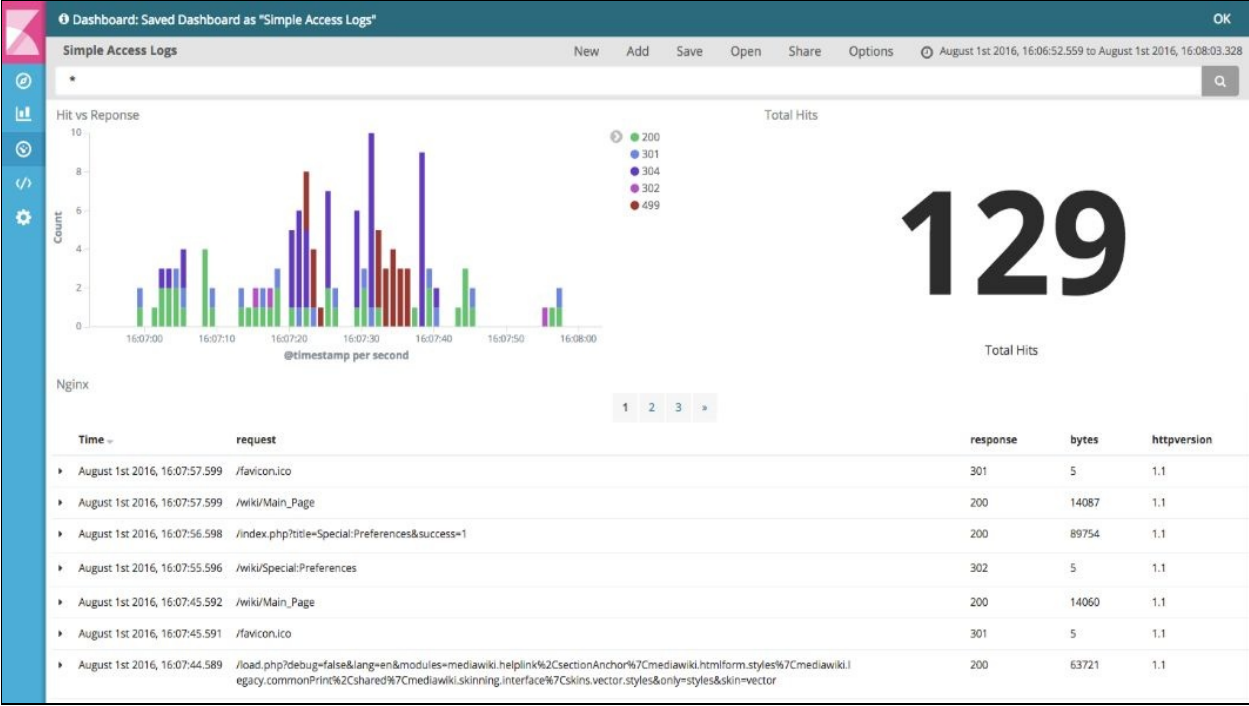 Dashboard: Saved Dashboard as "Simple Access Logs"
OK
Simple Access Logs
New Add Save Open Share Options August 1st 2016, 16:06:52.559 to August 1st 2016, 16:08:03.328
*
Hit vs Reponse
10
8
6
4
2
0
Count
16:07:00 16:07:10 16:07:20 16:07:30 16:07:40 16:07:50 16:08:00
@timestamp per second
200
301
304
302
499
Total Hits
129
Total Hits
Nginx
1 2 3 »
Time request response bytes httpversion
August 1st 2016, 16:07:57.599 /favicon.ico 301 5 1.1
August 1st 2016, 16:07:57.599 /wiki/Main_Page 200 14087 1.1
August 1st 2016, 16:07:56.598 /index.php?title=Special:Preferences&success=1 200 89754 1.1
August 1st 2016, 16:07:55.596 /wiki/Special:Preferences 302 5 1.1
August 1st 2016, 16:07:45.592 /wiki/Main_Page 200 14060 1.1
August 1st 2016, 16:07:45.591 /favicon.ico 301 5 1.1
August 1st 2016, 16:07:44.589 /load.php?debug=false&lang=en&modules=mediawiki.helplink%2CsectionAnchor%7Cmediawiki.htmlform.styles%7Cmediawiki.l 200 63721 1.1
egacy.commonPrint%2Cshared%7Cmediawiki.skinning.interface%7Cskins.vector.styles&only=styles&skin=vector